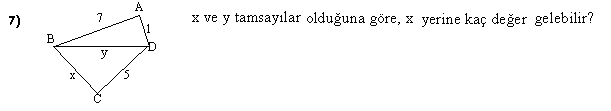 7)
A
7
1
x ve y tamsayılar olduğuna göre, x yerine kaç değer gelebilir?
B
D
y
x
5
C